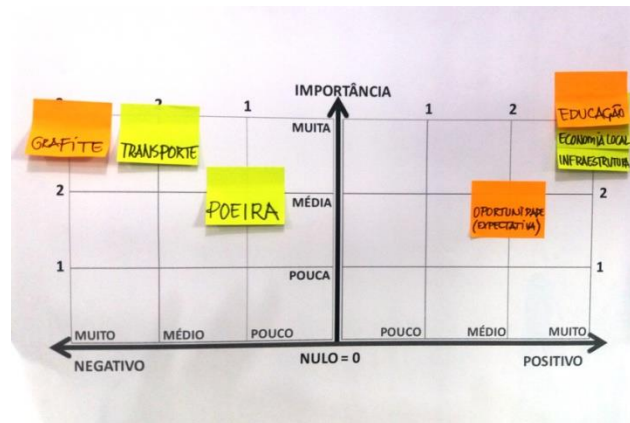 IMPORTÂNCIA
2
1
1
2
EDUCAÇÃO
MUITA
GRAFITE
TRANSPORTE
ECONOMIA LOCAL
INFRAESTRUTURA
2
MÉDIA
2
POEIRA
OPORTUNIDADE
(EXPECTATIVA)
1
POUCA
1
MUITO
MÉDIO
POUCO
POUCO
MÉDIO
MUITO
NEGATIVO
NULO = 0
POSITIVO